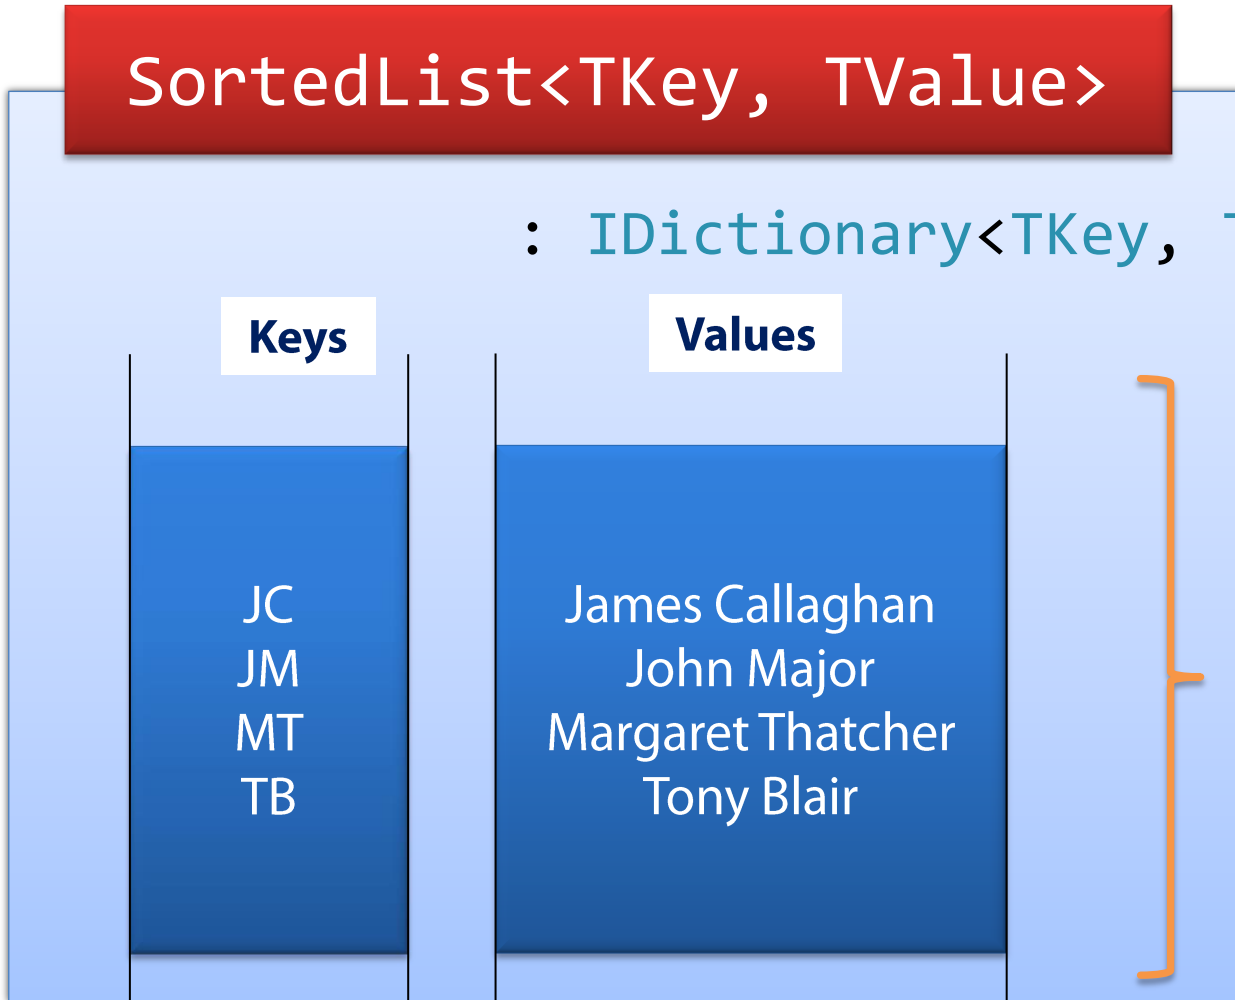 SortedList<TKey, TValue>
: IDictionary<TKey,
Keys
Values
JC
JM
MT
TB
James Callaghan
John Major
Margaret Thatcher
Tony Blair